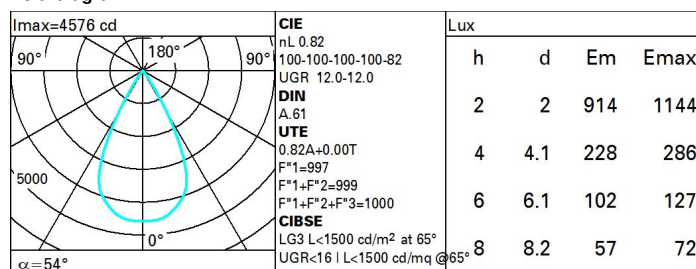 Imax=4576 cd
90°
180°
90°
5000
0°
α=54°
CIE
nL 0.82
100-100-100-100-82
UGR 12.0-12.0
DIN
A.61
UTE
0.82A+0.00T
F"1=997
F"1+F"2=999
F"1+F"2+F"3=1000
CIBSE
LG3 L<1500 cd/m² at 65°
UGR<16 | L<1500 cd/mq @65°
Lux
h d Em Emax
2 2 914 1144
4 4.1 228 286
6 6.1 102 127
8 8.2 57 72